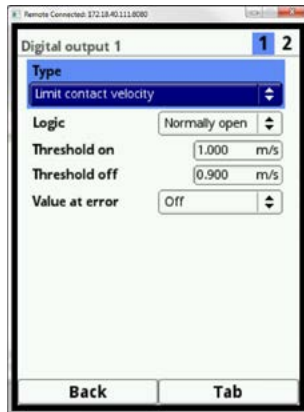 Remote Connected: 172.18.40.111:8080
Digital output 1
1 2
Type
Limit contact velocity
Logic Normally open
Threshold on 1.000 m/s
Threshold off 0.900 m/s
Value at error Off
Back Tab